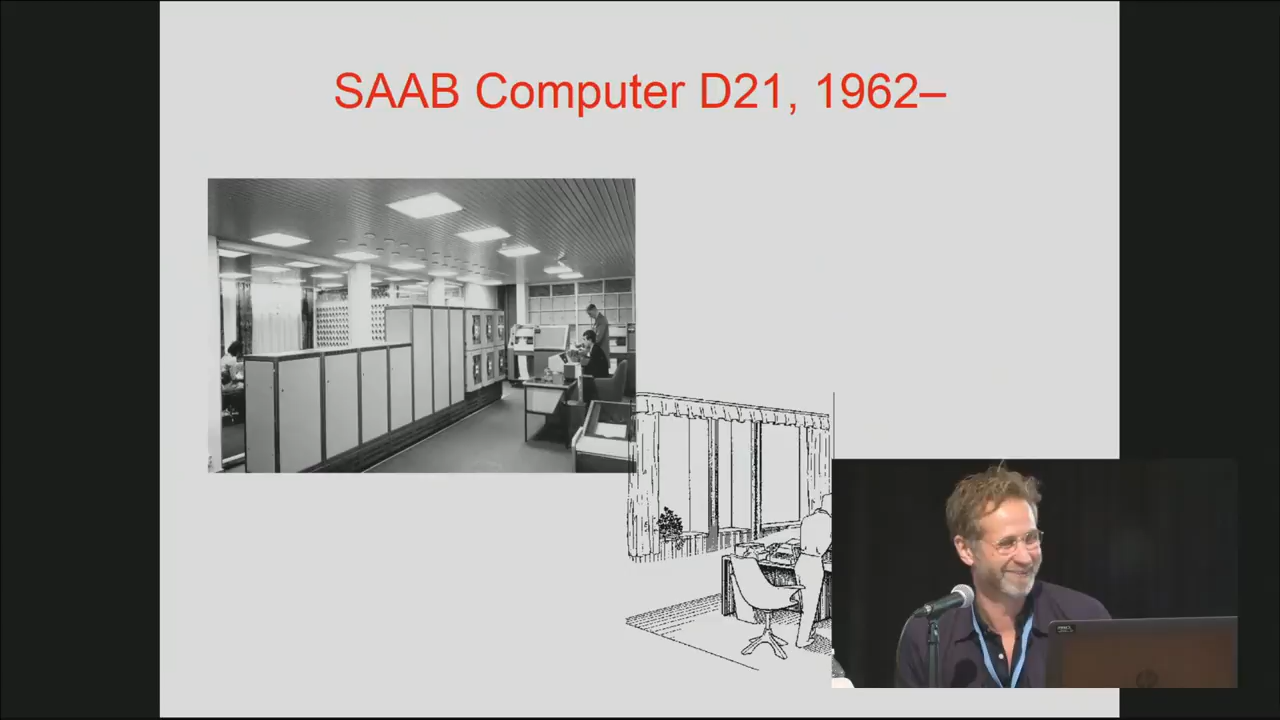 SAAB Computer D21, 1962–